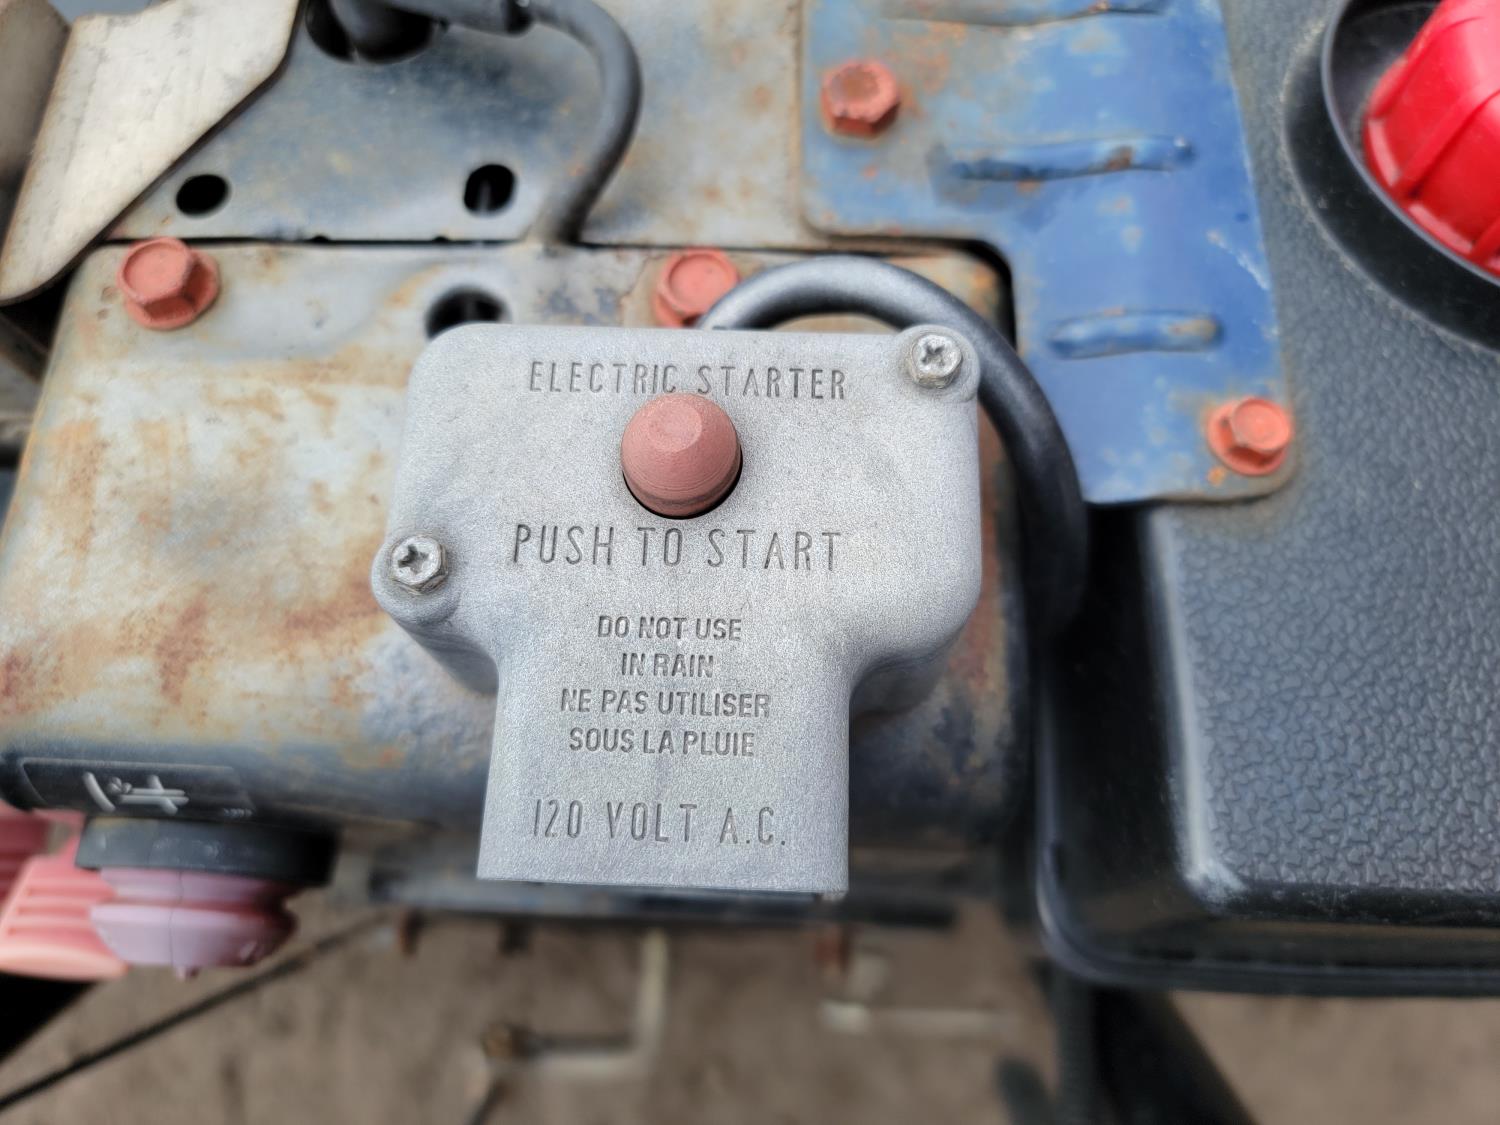 ELECTRIC STARTER
PUSH TO START
DO NOT USE
IN RAIN
NE PAS UTILISER
SOUS LA PLUIE
120 VOLT A.C.